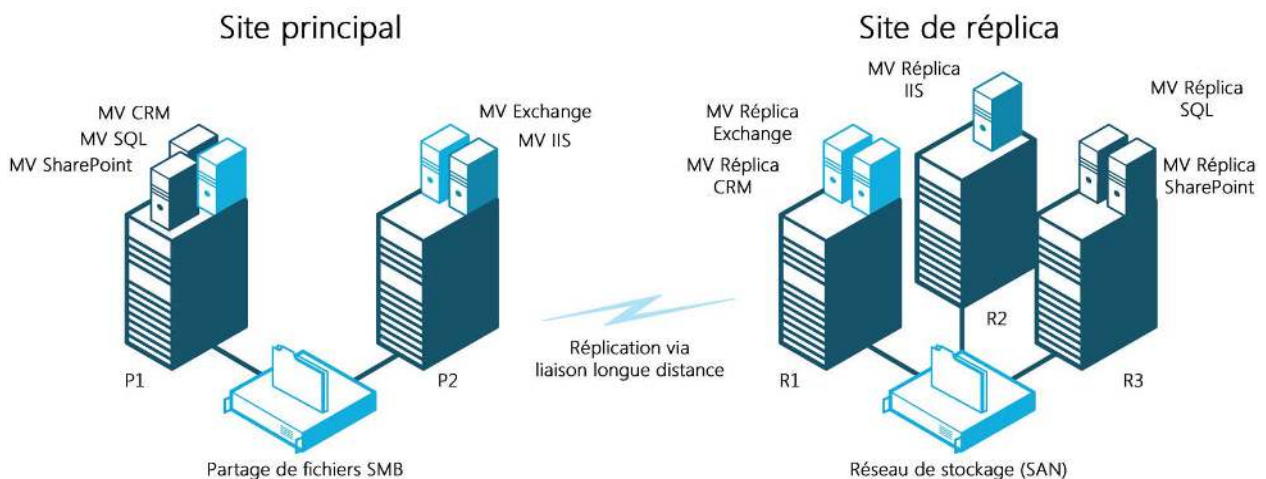 Site principal
Site de réplica
MV CRM
MV SQL
MV SharePoint
MV Exchange
MV IIS
MV Réplica
Exchange
MV Réplica
CRM
MV Réplica
IIS
MV Réplica
SQL
MV Réplica
SharePoint
P1
P2
Réplication via
liaison longue distance
R1
R2
R3
Partage de fichiers SMB
Réseau de stockage (SAN)